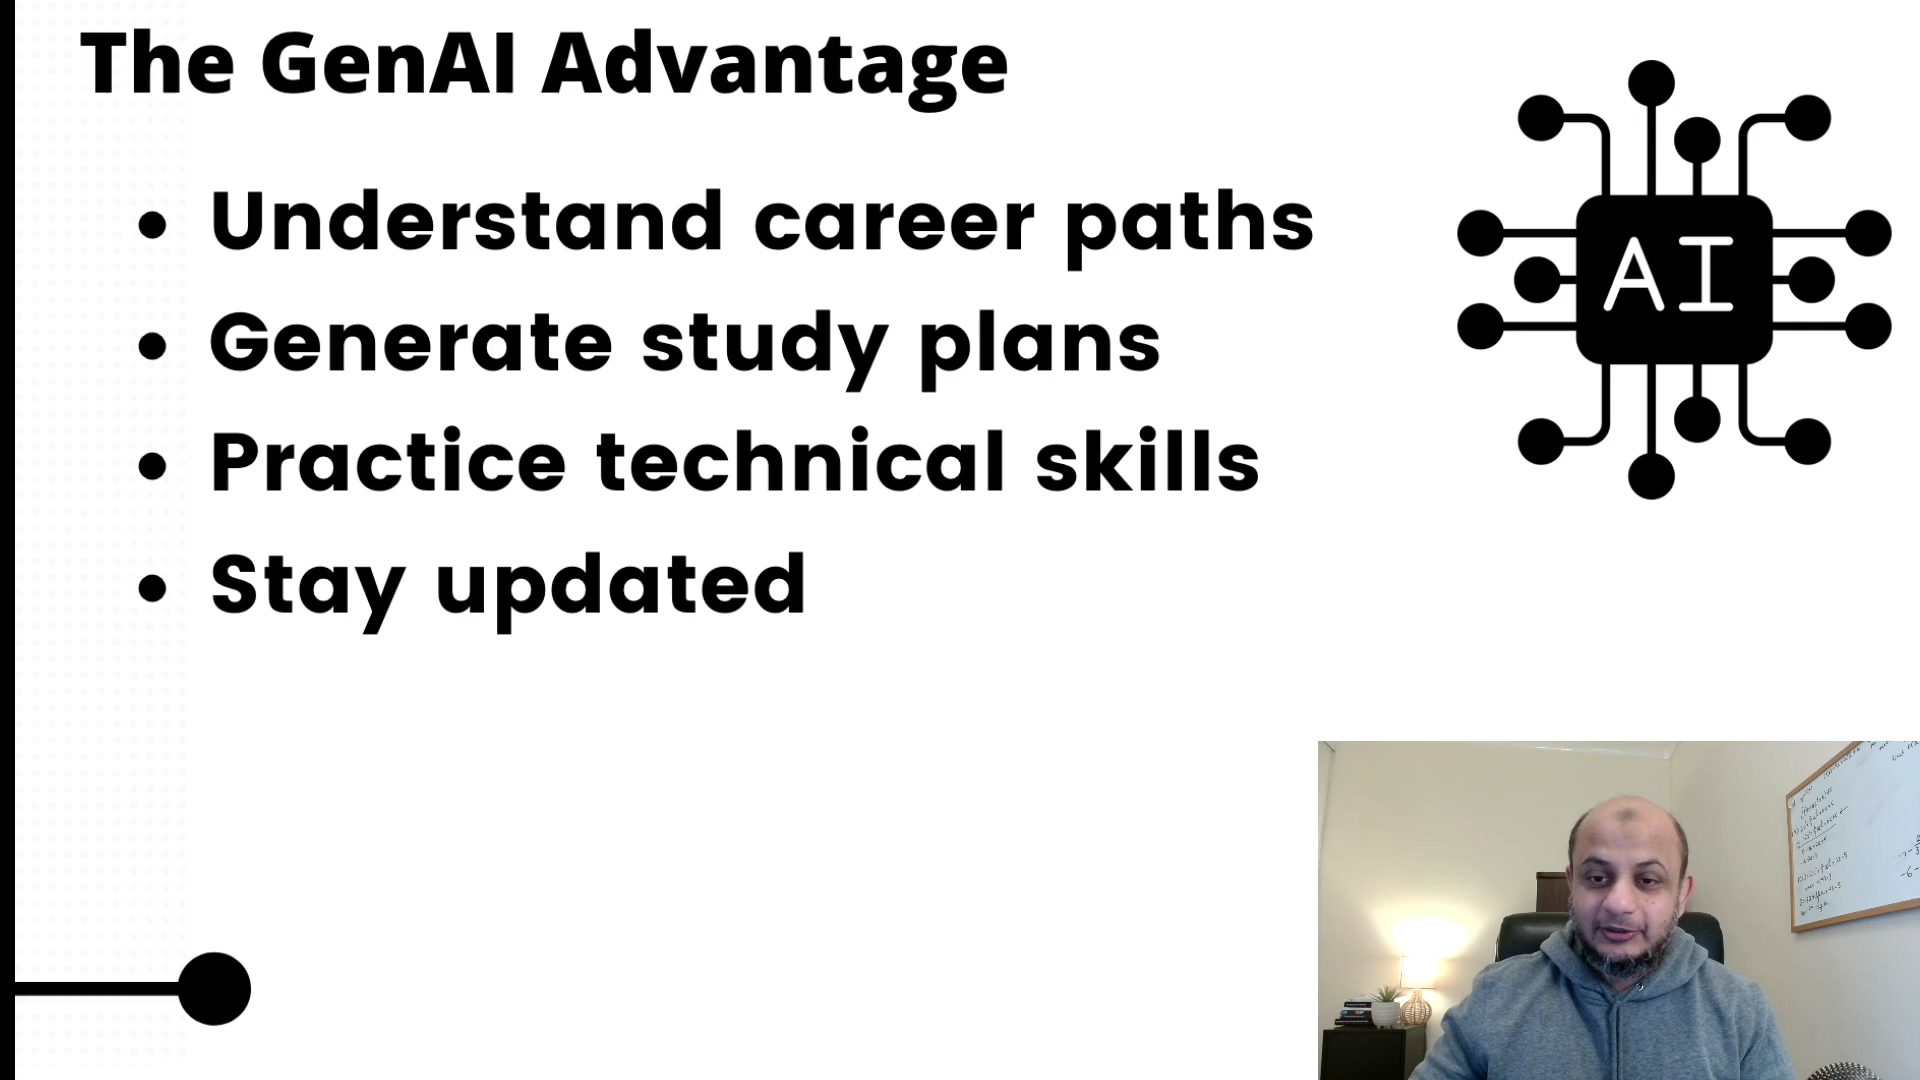 The GenAI Advantage
Understand career paths
Generate study plans
Practice technical skills
Stay updated
AI